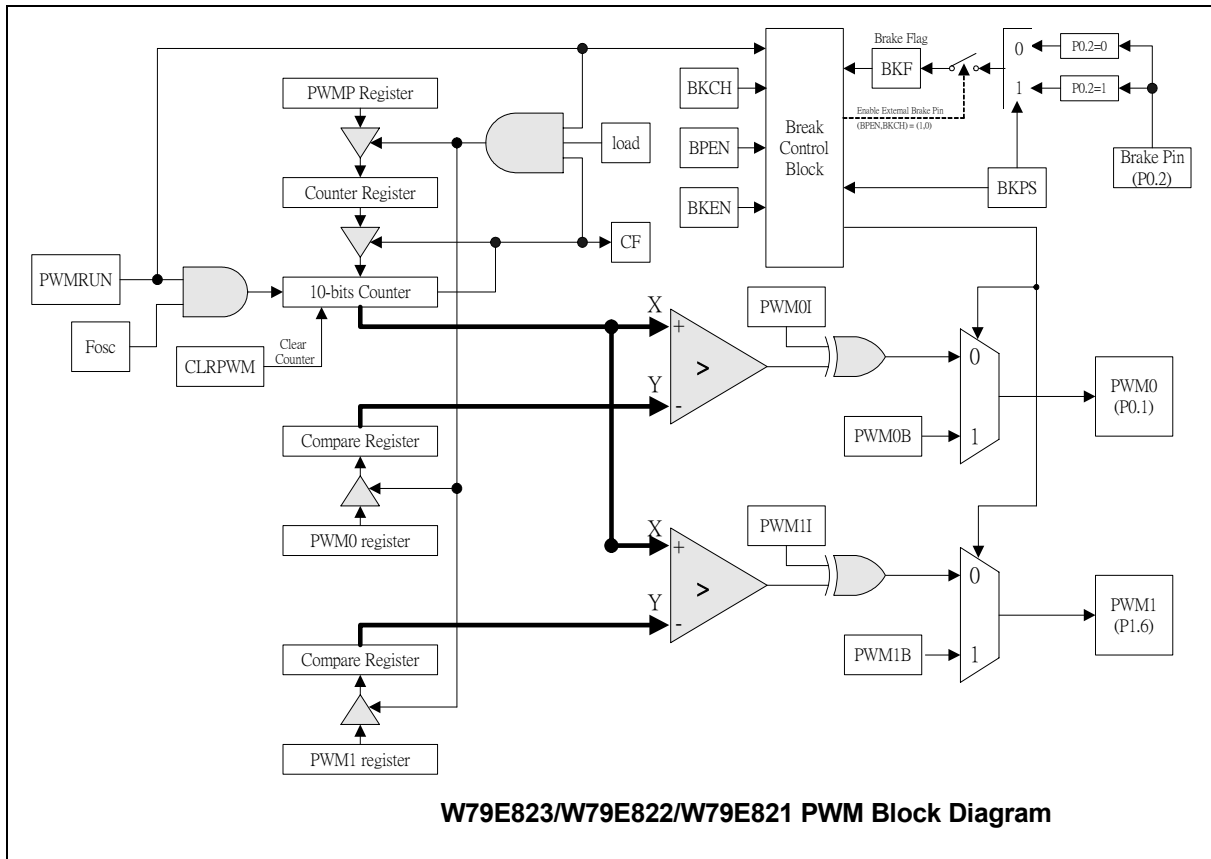 Brake Flag
0
P0.2=0
BKF
BKCH
1
P0.2=1
PWMP Register
Enable External Brake Pin
(BPEN,BKCH) = (1,0)
load
BPEN
Break
Control
Block
Brake Pin
(P0.2)
BKPS
Counter Register
BKEN
CF
PWMRUN
10-bits Counter
X
PWM0I
Fosc
Clear
Counter
CLRPWM
+
>
0
PWM0
(P0.1)
Y
-
Compare Register
PWM0B
1
PWM0 register
X
PWM1I
+
>
0
PWM1
(P1.6)
Y
-
Compare Register
PWM1B
1
PWM1 register
W79E823/W79E822/W79E821 PWM Block Diagram